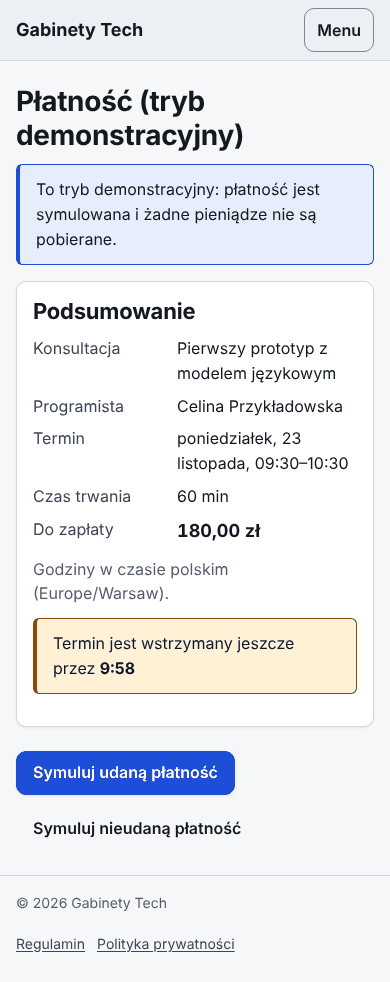 Gabinety Tech
Menu
Płatność (tryb
demonstracyjny)
To tryb demonstracyjny: płatność jest
symulowana i żadne pieniądze nie są
pobierane.
Podsumowanie
Konsultacja Pierwszy prototyp z
modelem językowym
Programista Celina Przykładowska
Termin poniedziałek, 23
listopada, 09:30–10:30
Czas trwania 60 min
Do zapłaty 180,00 zł
Godziny w czasie polskim
(Europe/Warsaw).
Termin jest wstrzymany jeszcze
przez 9:58
Symuluj udaną płatność
Symuluj nieudaną płatność
© 2026 Gabinety Tech
Regulamin Polityka prywatności